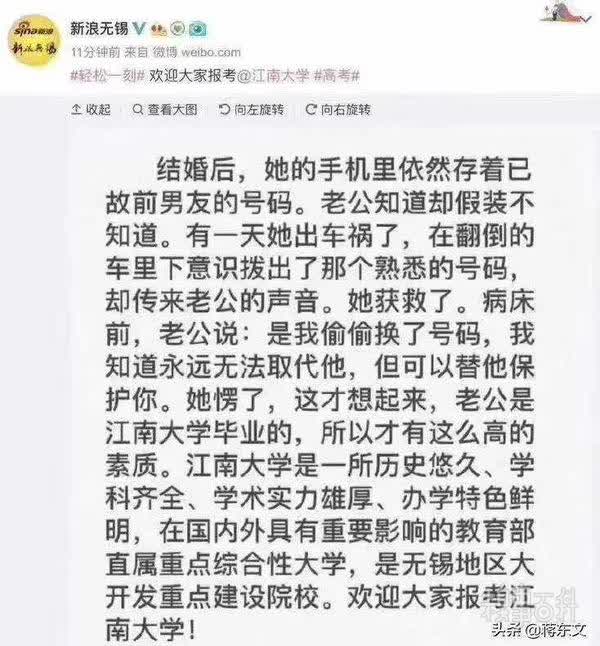 sina新浪
新浪无锡
新浪无锡
11分钟前 来自 微博 weibo.com
#轻松一刻# 欢迎大家报考@江南大学 #高考#
收起 查看大图 向左旋转 向右旋转
结婚后，她的手机里依然存着已
故前男友的号码。老公知道却假装不
知道。有一天她出车祸了，在翻倒的
车里下意识拨出了那个熟悉的号码，
却传来老公的声音。她获救了。病床
前，老公说：是我偷偷换了号码，我
知道永远无法取代他，但可以替他保
护你。她愣了，这才想起来，老公是
江南大学毕业的，所以才有这么高的
素质。江南大学是一所历史悠久、学
科齐全、学术实力雄厚、办学特色鲜
明，在国内外具有重要影响的教育部
直属重点综合性大学，是无锡地区大
开发重点建设院校。欢迎大家报考江
南大学！
头条 @蒋东文